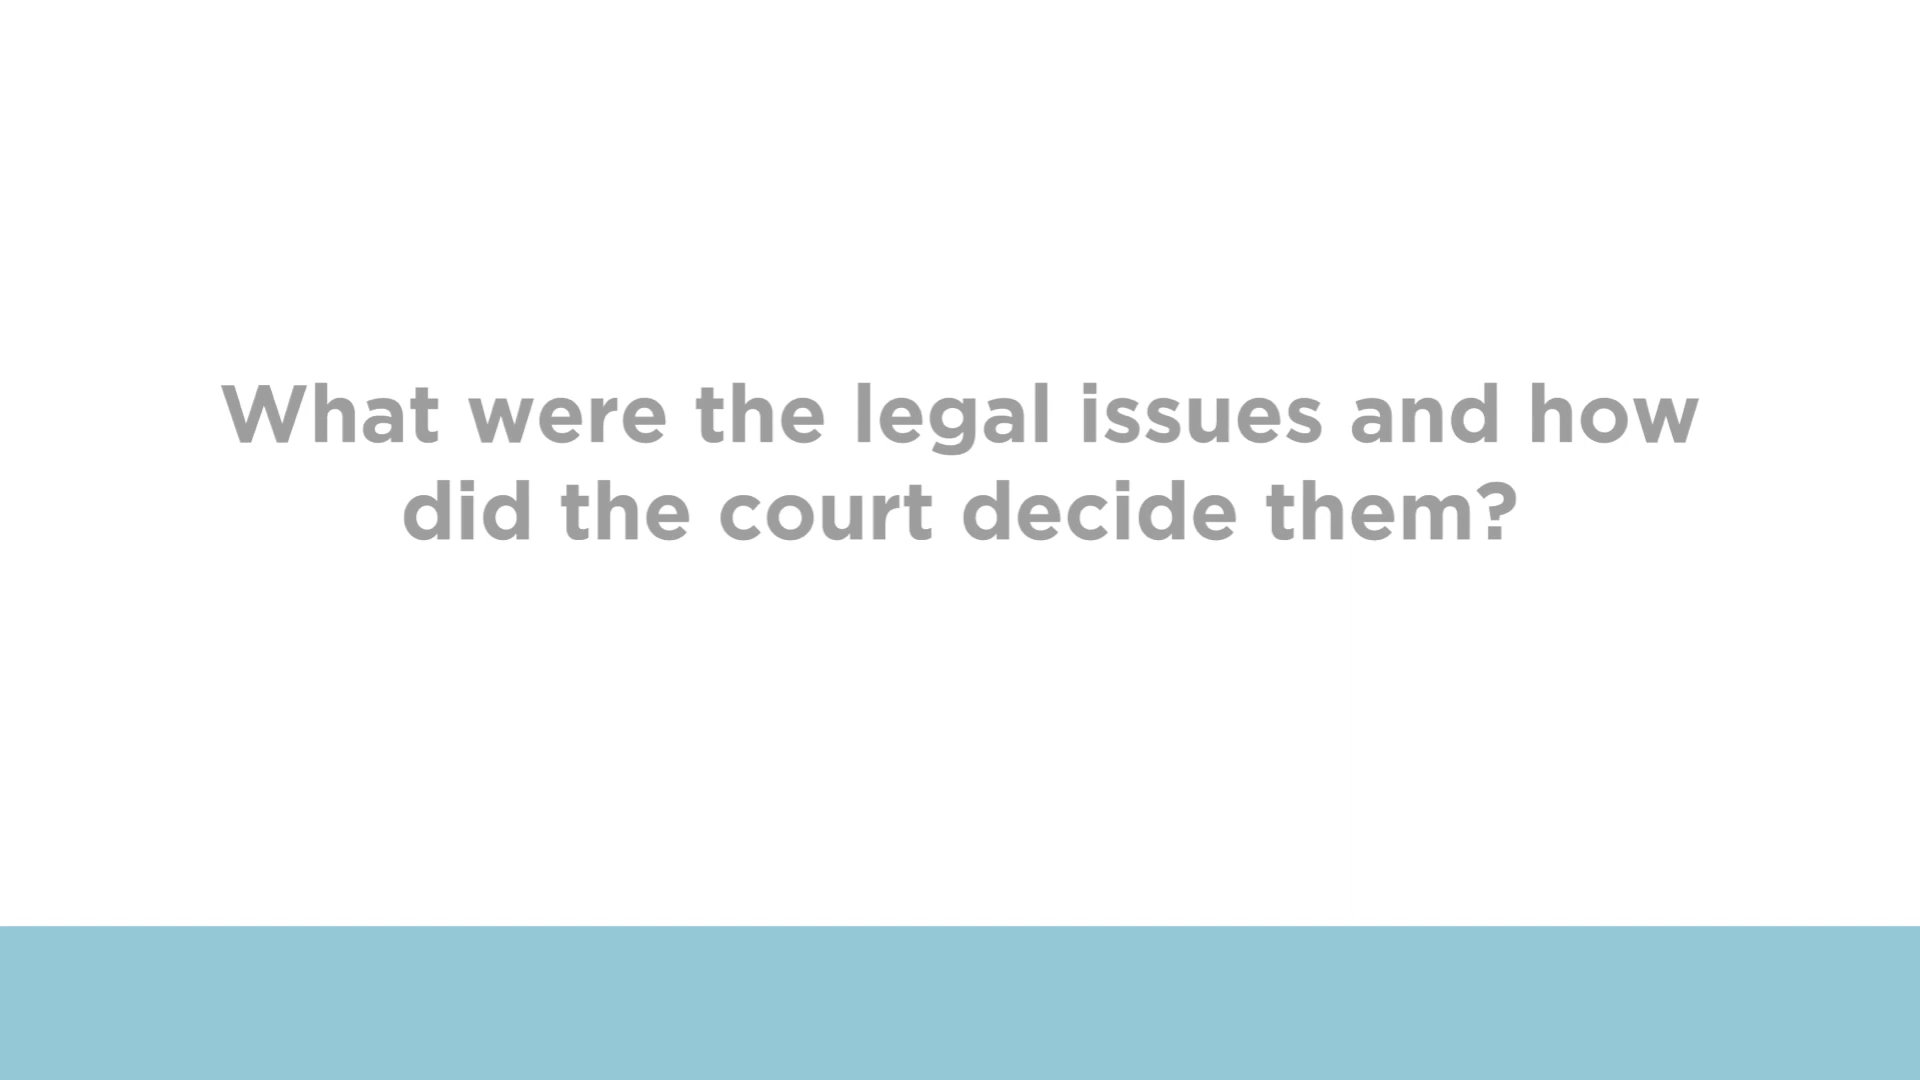 What were the legal issues and how
did the court decide them?